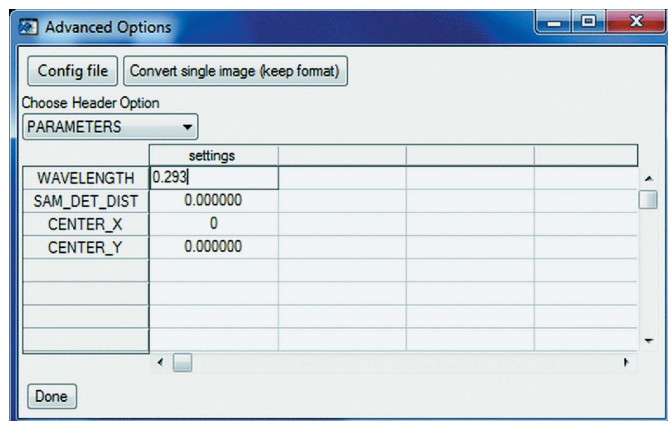 Advanced Options
Config file Convert single image (keep format)
Choose Header Option
PARAMETERS
settings
WAVELENGTH 0.293
SAM_DET_DIST 0.000000
CENTER_X 0
CENTER_Y 0.000000
Done